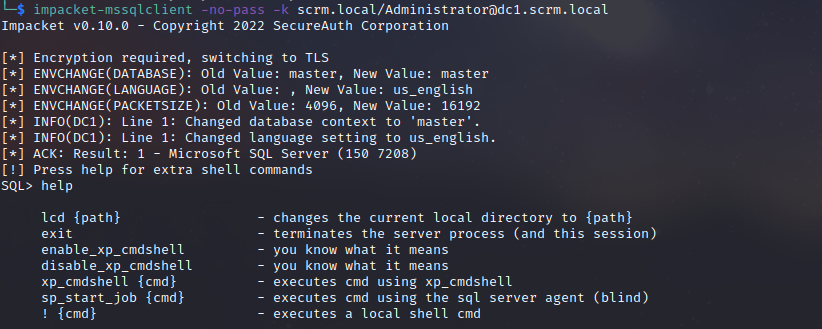 └─$ impacket-mssqlclient -no-pass -k scrm.local/Administrator@dc1.scrm.local
Impacket v0.10.0 - Copyright 2022 SecureAuth Corporation

[*] Encryption required, switching to TLS
[*] ENVCHANGE(DATABASE): Old Value: master, New Value: master
[*] ENVCHANGE(LANGUAGE): Old Value: , New Value: us_english
[*] ENVCHANGE(PACKETSIZE): Old Value: 4096, New Value: 16192
[*] INFO(DC1): Line 1: Changed database context to 'master'.
[*] INFO(DC1): Line 1: Changed language setting to us_english.
[*] ACK: Result: 1 - Microsoft SQL Server (150 7208)
[!] Press help for extra shell commands
SQL> help

     lcd {path}                 - changes the current local directory to {path}
     exit                       - terminates the server process (and this session)
     enable_xp_cmdshell         - you know what it means
     disable_xp_cmdshell        - you know what it means
     xp_cmdshell {cmd}          - executes cmd using xp_cmdshell
     sp_start_job {cmd}         - executes cmd using the sql server agent (blind)
     ! {cmd}                    - executes a local shell cmd